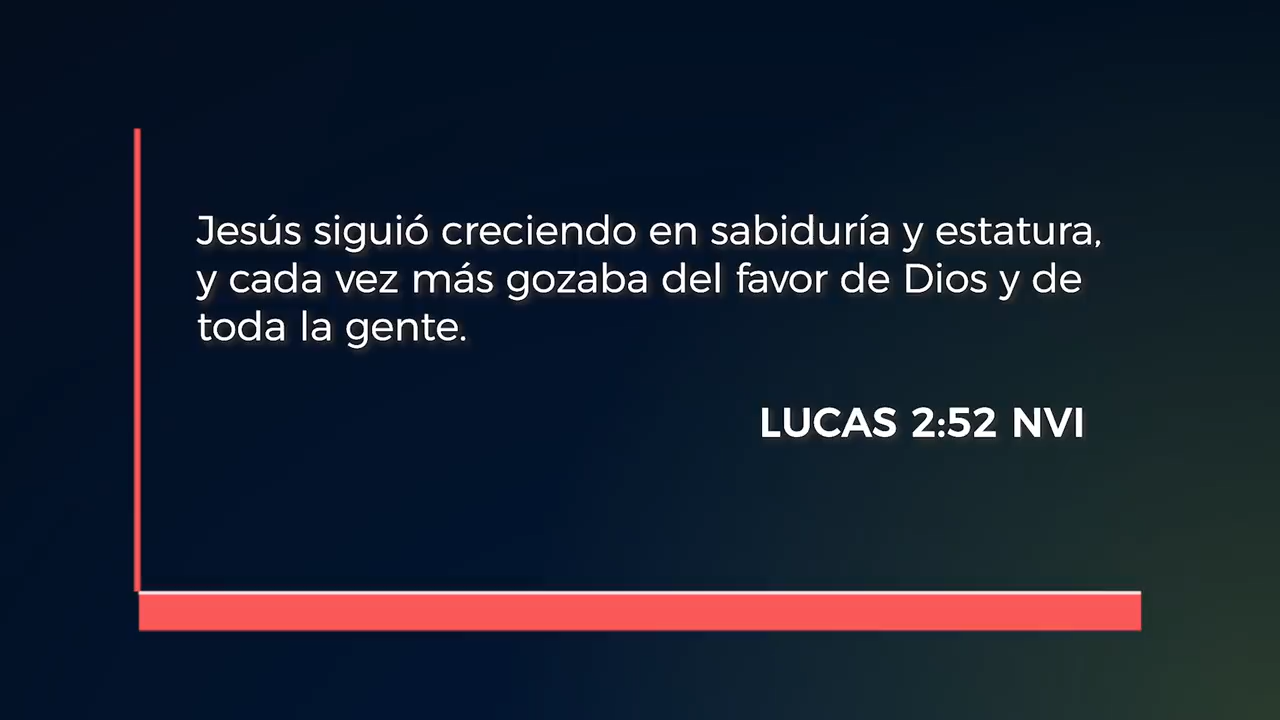 Jesús siguió creciendo en sabiduría y estatura,
y cada vez más gozaba del favor de Dios y de
toda la gente.
LUCAS 2:52 NVI